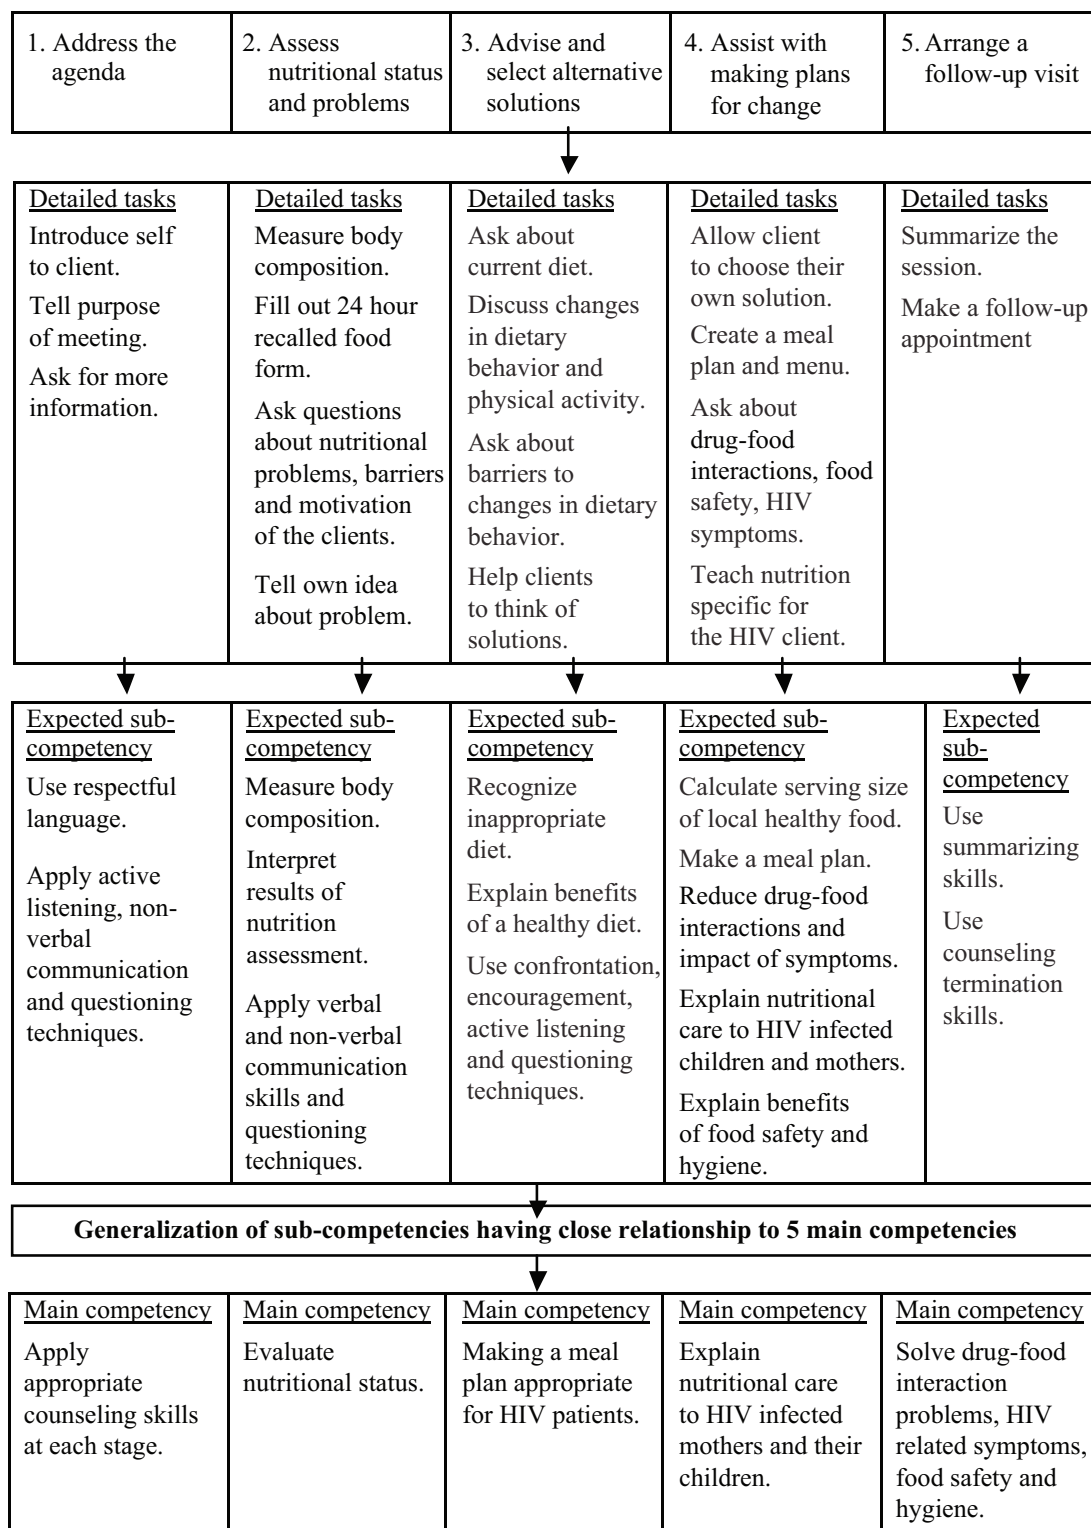 1. Address the
agenda
2. Assess
nutritional status
and problems
3. Advise and
select alternative
solutions
4. Assist with
making plans
for change
5. Arrange a
follow-up visit
Detailed tasks
Introduce self
to client.
Tell purpose
of meeting.
Ask for more
information.
Detailed tasks
Measure body
composition.
Fill out 24 hour
recalled food
form.
Ask questions
about nutritional
problems, barriers
and motivation
of the clients.
Tell own idea
about problem.
Detailed tasks
Ask about
current diet.
Discuss changes
in dietary
behavior and
physical activity.
Ask about
barriers to
changes in dietary
behavior.
Help clients
to think of
solutions.
Detailed tasks
Allow client
to choose their
own solution.
Create a meal
plan and menu.
Ask about
drug-food
interactions, food
safety, HIV
symptoms.
Teach nutrition
specific for
the HIV client.
Detailed tasks
Summarize the
session.
Make a follow-up
appointment
Expected sub-
competency
Use respectful
language.
Apply active
listening, non-
verbal
communication
and questioning
techniques.
Expected sub-
competency
Measure body
composition.
Interpret
results of
nutrition
assessment.
Apply verbal
and non-verbal
communication
skills and
questioning
techniques.
Expected sub-
competency
Recognize
inappropriate
diet.
Explain benefits
of a healthy diet.
Use confrontation,
encouragement,
active listening
and questioning
techniques.
Expected sub-
competency
Calculate serving size
of local healthy food.
Make a meal plan.
Reduce drug-food
interactions and
impact of symptoms.
Explain nutritional
care to HIV infected
children and mothers.
Explain benefits
of food safety and
hygiene.
Expected
sub-
competency
Use
summarizing
skills.
Use
counseling
termination
skills.
Generalization of sub-competencies having close relationship to 5 main competencies
Main competency
Apply
appropriate
counseling skills
at each stage.
Main competency
Evaluate
nutritional status.
Main competency
Making a meal
plan appropriate
for HIV patients.
Main competency
Explain
nutritional care
to HIV infected
mothers and their
children.
Main competency
Solve drug-food
interaction
problems, HIV
related symptoms,
food safety and
hygiene.